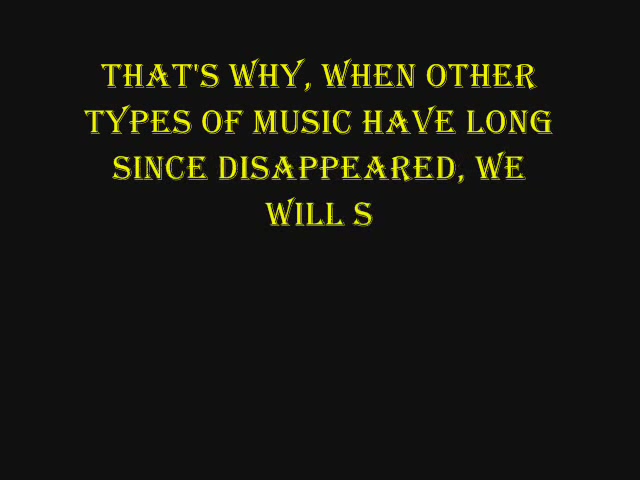 THAT'S WHY, WHEN OTHER
TYPES OF MUSIC HAVE LONG
SINCE DISAPPEARED, WE
WILL S